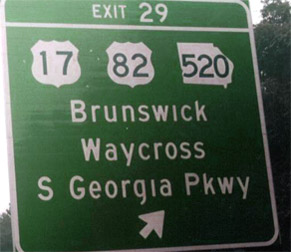 EXIT 29
17 82 520
Brunswick
Waycross
S Georgia Pkwy